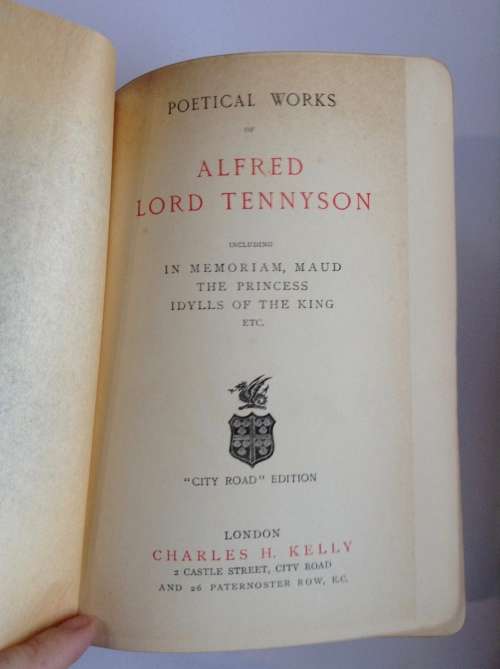 POETICAL WORKS
OF
ALFRED
LORD TENNYSON
INCLUDING
IN MEMORIAM, MAUD
THE PRINCESS
IDYLLS OF THE KING
ETC.
"CITY ROAD" EDITION
LONDON
CHARLES H. KELLY
2 CASTLE STREET, CITY ROAD
AND 26 PATERNOSTER ROW, E.C.